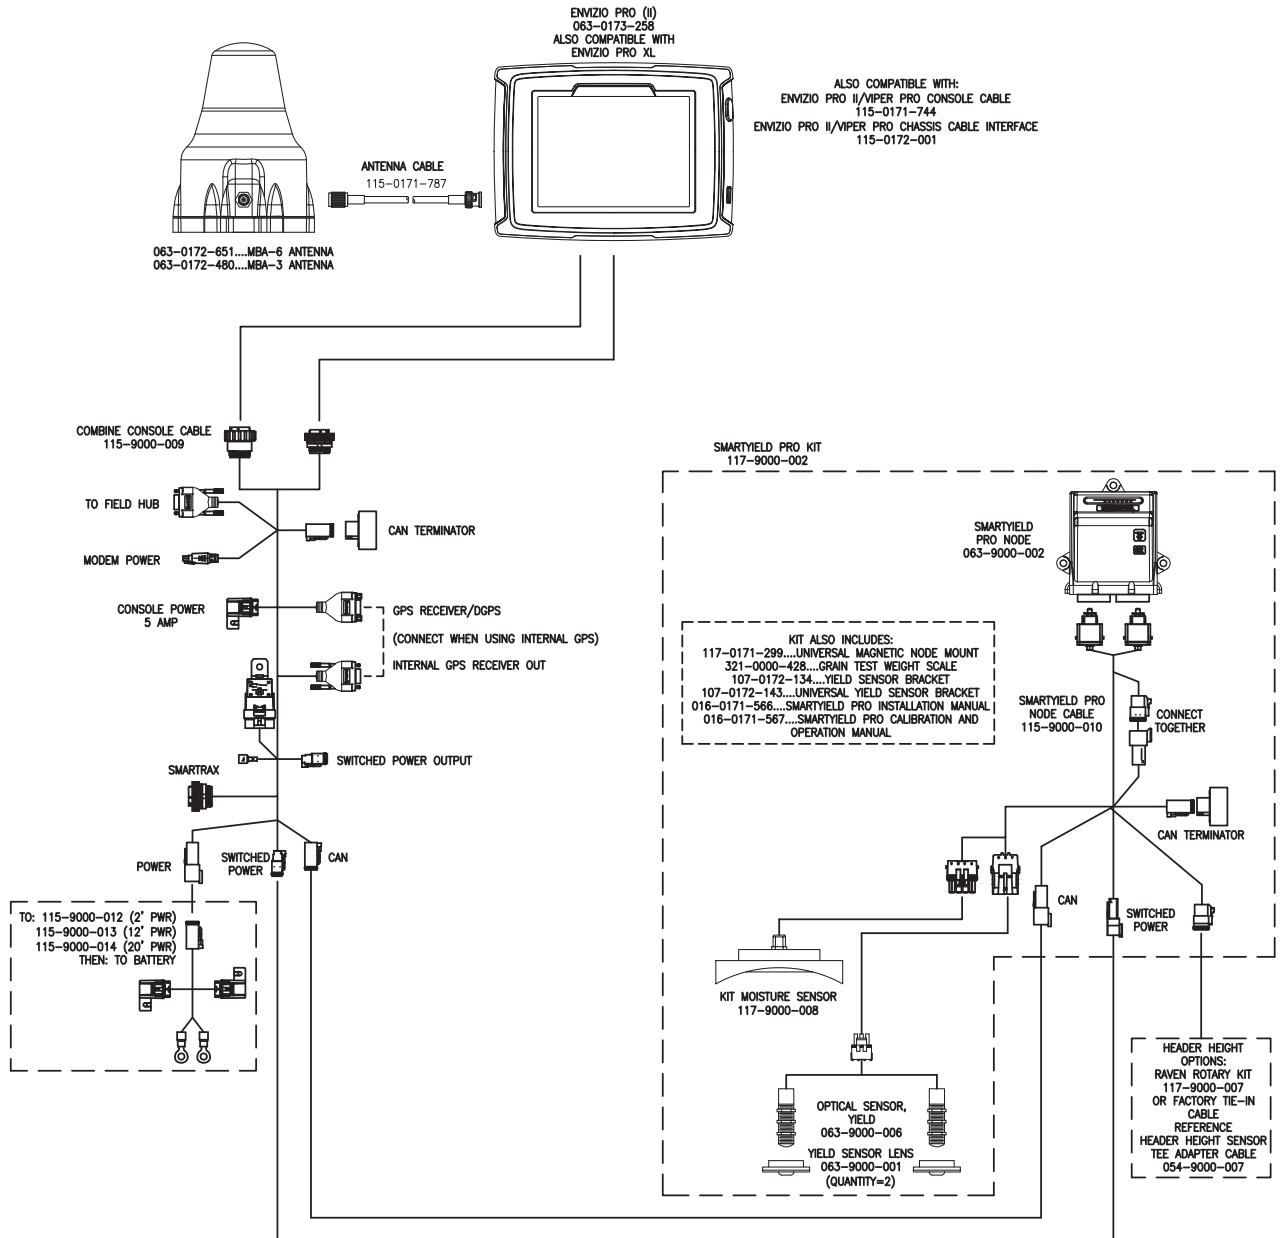 ENVIZIO PRO (II)
063-0173-258
ALSO COMPATIBLE WITH
ENVIZIO PRO XL
ALSO COMPATIBLE WITH:
ENVIZIO PRO II/VIPER PRO CONSOLE CABLE
115-0171-744
ENVIZIO PRO II/VIPER PRO CHASSIS CABLE INTERFACE
115-0172-001
ANTENNA CABLE
115-0171-787
063-0172-651....MBA-6 ANTENNA
063-0172-480....MBA-3 ANTENNA
COMBINE CONSOLE CABLE
115-9000-009
TO FIELD HUB
CAN TERMINATOR
MODEM POWER
CONSOLE POWER
5 AMP
GPS RECEIVER/DGPS
(CONNECT WHEN USING INTERNAL GPS)
INTERNAL GPS RECEIVER OUT
SWITCHED POWER OUTPUT
SMARTRAX
POWER
SWITCHED
POWER
CAN
TO: 115-9000-012 (2' PWR)
115-9000-013 (12' PWR)
115-9000-014 (20' PWR)
THEN: TO BATTERY
SMARTYIELD PRO KIT
117-9000-002
SMARTYIELD
PRO NODE
063-9000-002
KIT ALSO INCLUDES:
117-0171-299....UNIVERSAL MAGNETIC NODE MOUNT
321-0000-428....GRAIN TEST WEIGHT SCALE
107-0172-134....YIELD SENSOR BRACKET
107-0172-143....UNIVERSAL YIELD SENSOR BRACKET
016-0171-566....SMARTYIELD PRO INSTALLATION MANUAL
016-0171-567....SMARTYIELD PRO CALIBRATION AND
OPERATION MANUAL
SMARTYIELD PRO
NODE CABLE
115-9000-010
CONNECT
TOGETHER
CAN TERMINATOR
CAN
SWITCHED
POWER
KIT MOISTURE SENSOR
117-9000-008
OPTICAL SENSOR,
YIELD
063-9000-006
YIELD SENSOR LENS
063-9000-001
(QUANTITY=2)
HEADER HEIGHT
OPTIONS:
RAVEN ROTARY KIT
117-9000-007
OR FACTORY TIE-IN
CABLE
REFERENCE
HEADER HEIGHT SENSOR
TEE ADAPTER CABLE
054-9000-007